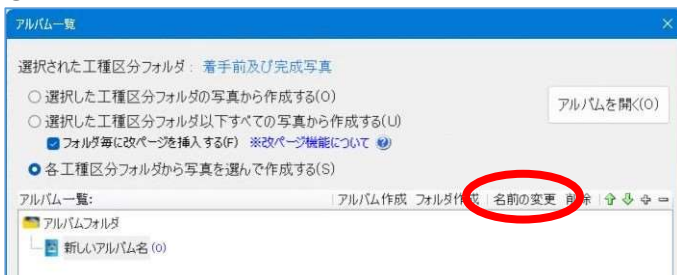 アルバム一覧
選択された工種区分フォルダ： 着手前及び完成写真
○選択した工種区分フォルダの写真から作成する(O)
アルバムを開く(O)
○選択した工種区分フォルダ以下すべての写真から作成する(U)
フォルダ毎に改ページを挿入する(F) ※改ページ機能について
各工種区分フォルダから写真を選んで作成する(S)
アルバム一覧: アルバム作成 フォルダ作成 名前の変更 削除
アルバムフォルダ
新しいアルバム名 (0)